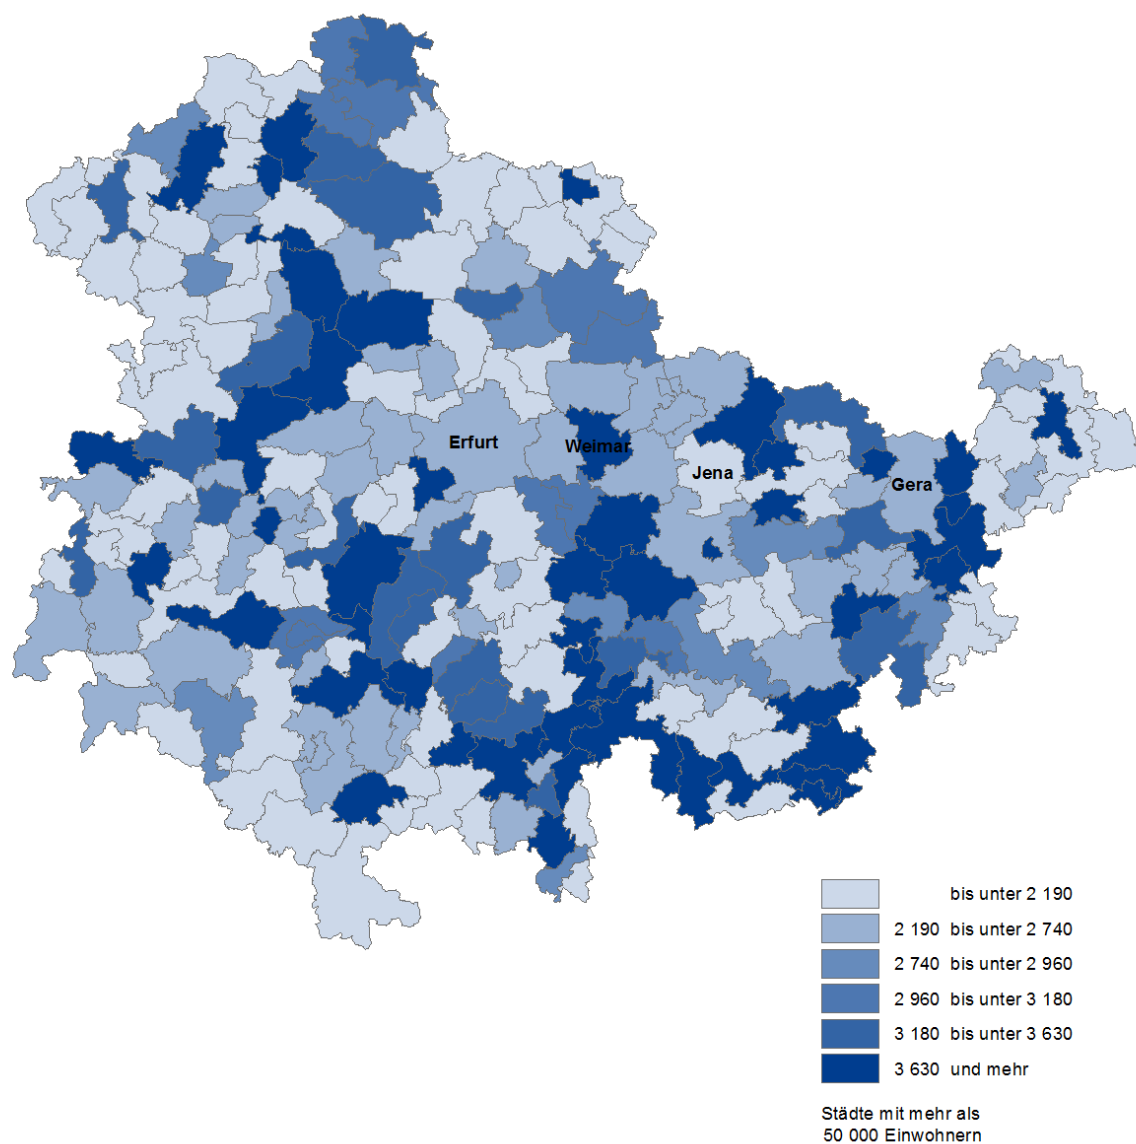 Erfurt
Weimar
Jena
Gera
bis unter 2 190
2 190 bis unter 2 740
2 740 bis unter 2 960
2 960 bis unter 3 180
3 180 bis unter 3 630
3 630 und mehr
Städte mit mehr als
50 000 Einwohnern